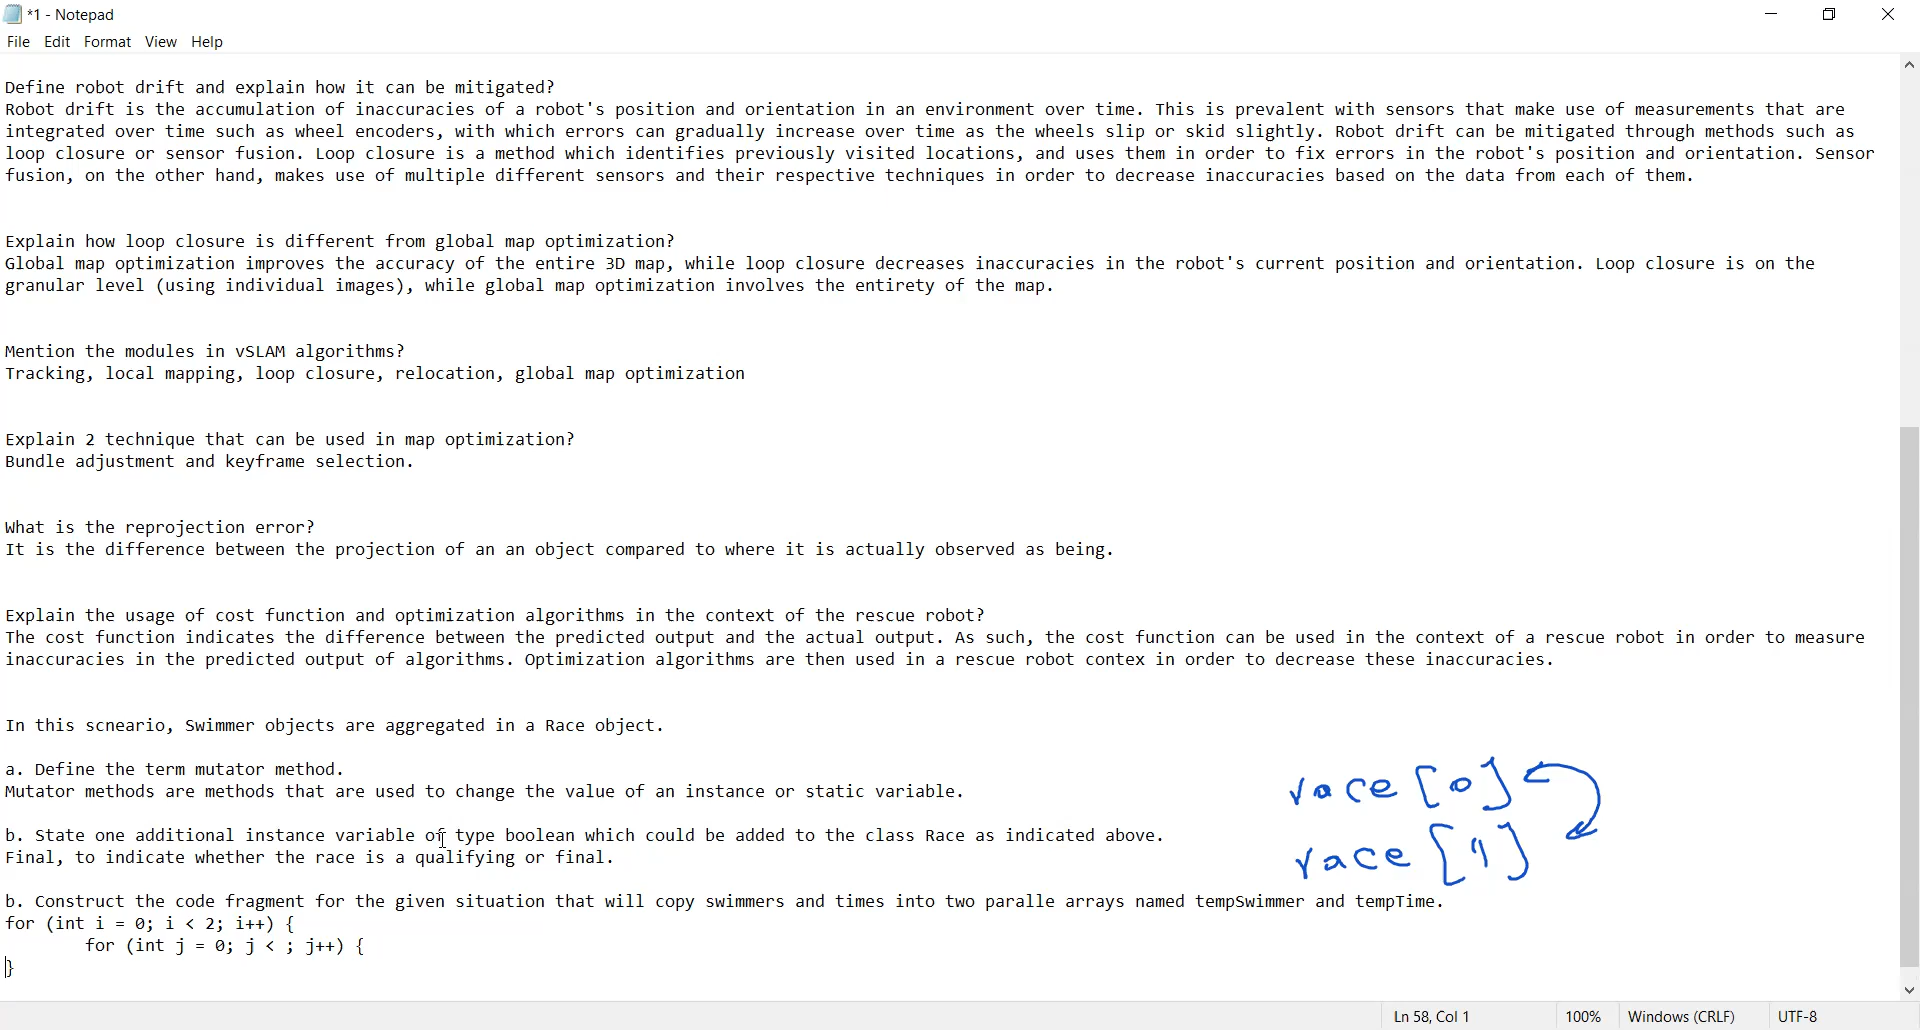 *1 - Notepad
File Edit Format View Help
Define robot drift and explain how it can be mitigated?
Robot drift is the accumulation of inaccuracies of a robot's position and orientation in an environment over time. This is prevalent with sensors that make use of measurements that are
integrated over time such as wheel encoders, with which errors can gradually increase over time as the wheels slip or skid slightly. Robot drift can be mitigated through methods such as
loop closure or sensor fusion. Loop closure is a method which identifies previously visited locations, and uses them in order to fix errors in the robot's position and orientation. Sensor
fusion, on the other hand, makes use of multiple different sensors and their respective techniques in order to decrease inaccuracies based on the data from each of them.
Explain how loop closure is different from global map optimization?
Global map optimization improves the accuracy of the entire 3D map, while loop closure decreases inaccuracies in the robot's current position and orientation. Loop closure is on the
granular level (using individual images), while global map optimization involves the entirety of the map.
Mention the modules in vSLAM algorithms?
Tracking, local mapping, loop closure, relocation, global map optimization
Explain 2 technique that can be used in map optimization?
Bundle adjustment and keyframe selection.
What is the reprojection error?
It is the difference between the projection of an an object compared to where it is actually observed as being.
Explain the usage of cost function and optimization algorithms in the context of the rescue robot?
The cost function indicates the difference between the predicted output and the actual output. As such, the cost function can be used in the context of a rescue robot in order to measure
inaccuracies in the predicted output of algorithms. Optimization algorithms are then used in a rescue robot contex in order to decrease these inaccuracies.
In this scneario, Swimmer objects are aggregated in a Race object.
a. Define the term mutator method.
Mutator methods are methods that are used to change the value of an instance or static variable.
race [0]
b. State one additional instance variable of type boolean which could be added to the class Race as indicated above.
Final, to indicate whether the race is a qualifying or final.
race [1]
b. Construct the code fragment for the given situation that will copy swimmers and times into two paralle arrays named tempSwimmer and tempTime.
for (int i = 0; i < 2; i++) {
        for (int j = 0; j < ; j++) {
}
Ln 58, Col 1 100% Windows (CRLF) UTF-8